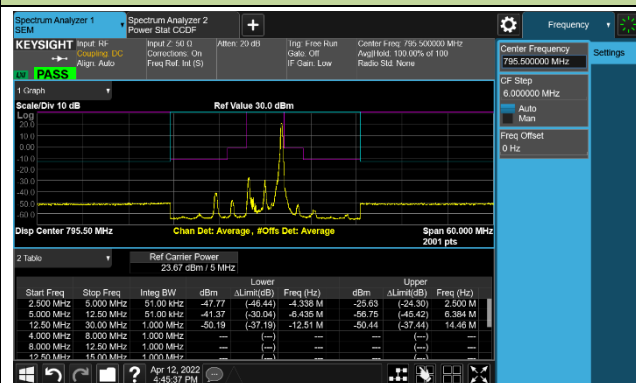 Spectrum Analyzer 1
SEM
Spectrum Analyzer 2
Power Stat CCDF
Frequency
KEYSIGHT
Input: RF
Coupling: DC
Align: Auto
Input Z: 50 Ω
Corrections: On
Freq Ref: Int (S)
Atten: 20 dB
Trig: Free Run
Gate: Off
IF Gain: Low
Center Freq: 795.500000 MHz
Avg|Hold: 100.00% of 100
Radio Std: None
PASS
Center Frequency
795.500000 MHz
Settings
CF Step
6.000000 MHz
Auto
Man
Freq Offset
0 Hz
1 Graph
Scale/Div 10 dB
Ref Value 30.0 dBm
Log
20.0
10.0
0.00
-10.0
-20.0
-30.0
-40.0
-50.0
-60.0
Disp Center 795.50 MHz
Chan Det: Average , #Offs Det: Average
Span 60.000 MHz
2001 pts
2 Table
Ref Carrier Power
23.67 dBm / 5 MHz
Lower Upper
Start Freq Stop Freq Integ BW dBm ΔLimit(dB) Freq (Hz) dBm ΔLimit(dB) Freq (Hz)
2.500 MHz 5.000 MHz 51.00 kHz -47.77 (-46.44) -4.338 M -25.63 (-24.30) 2.500 M
5.000 MHz 12.50 MHz 51.00 kHz -41.37 (-30.04) -6.435 M -56.75 (-45.42) 6.384 M
12.50 MHz 30.00 MHz 1.000 MHz -50.19 (-37.19) -12.51 M -50.44 (-37.44) 14.46 M
4.000 MHz 8.000 MHz 1.000 MHz --- (---) --- --- (---) ---
8.000 MHz 12.50 MHz 1.000 MHz --- (---) --- --- (---) ---
12.50 MHz 15.00 MHz 1.000 MHz --- (---) --- --- (---) ---
Apr 12, 2022
4:45:37 PM